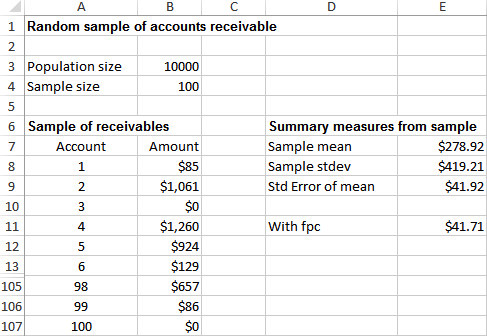 A B C D E
1 Random sample of accounts receivable
2
3 Population size 10000
4 Sample size 100
5
6 Sample of receivables Summary measures from sample
7 Account Amount Sample mean $278.92
8 1 $85 Sample stdev $419.21
9 2 $1,061 Std Error of mean $41.92
10 3 $0
11 4 $1,260 With fpc $41.71
12 5 $924
13 6 $129
105 98 $657
106 99 $86
107 100 $0